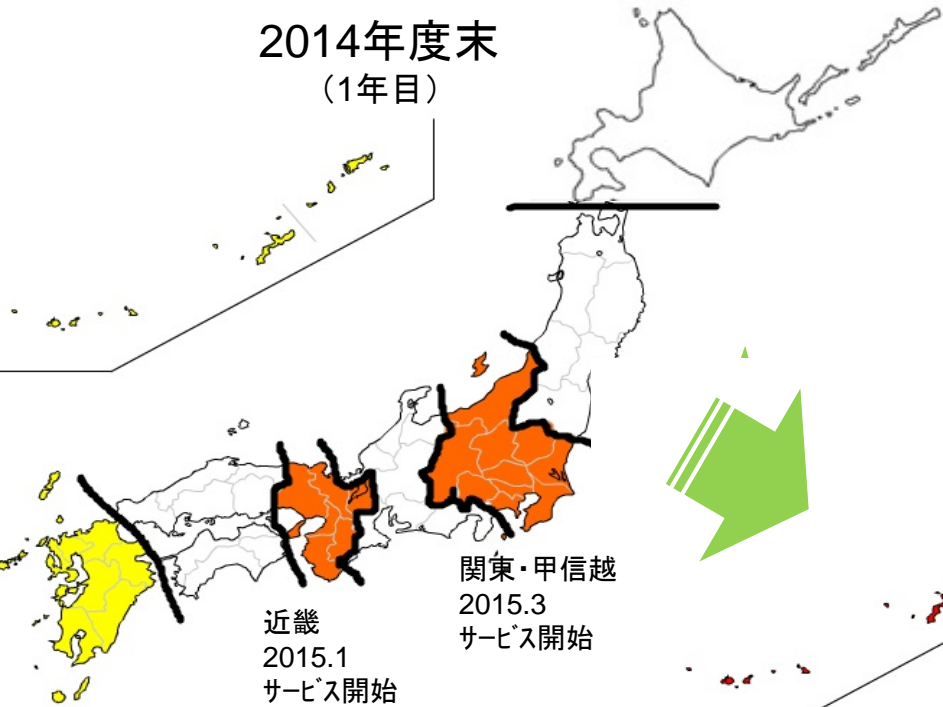 2014年度末
（1年目）
関東・甲信越
2015.3
サービス開始
近畿
2015.1
サービス開始